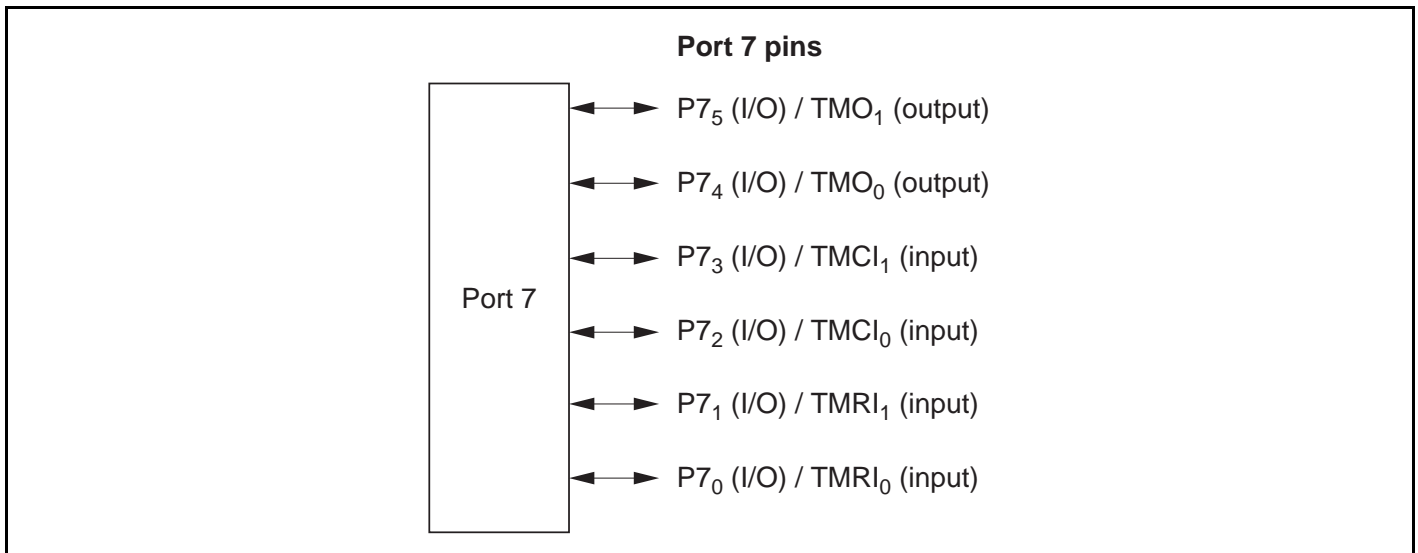 Port 7 pins
P7₅ (I/O) / TMO₁ (output)
P7₄ (I/O) / TMO₀ (output)
P7₃ (I/O) / TMCI₁ (input)
Port 7
P7₂ (I/O) / TMCI₀ (input)
P7₁ (I/O) / TMRI₁ (input)
P7₀ (I/O) / TMRI₀ (input)